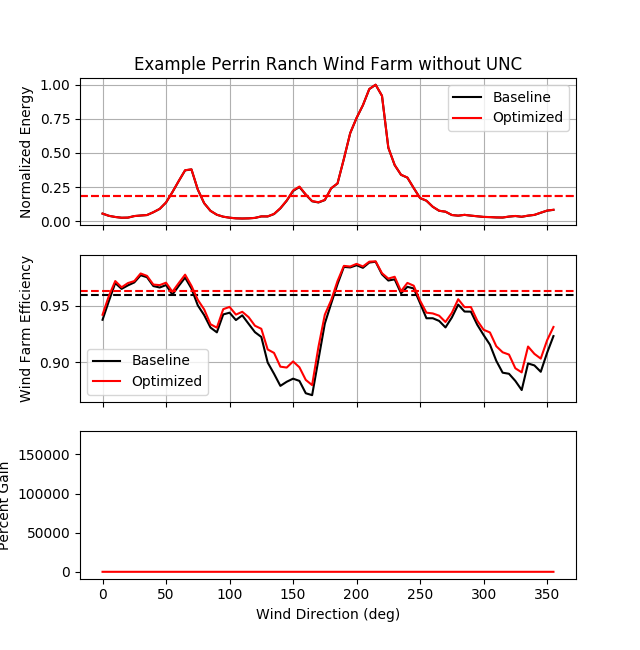 Example Perrin Ranch Wind Farm without UNC
Normalized Energy
1.00
0.75
0.50
0.25
0.00
Baseline
Optimized
Wind Farm Efficiency
0.95
0.90
Baseline
Optimized
Percent Gain
150000
100000
50000
0
0 50 100 150 200 250 300 350
Wind Direction (deg)